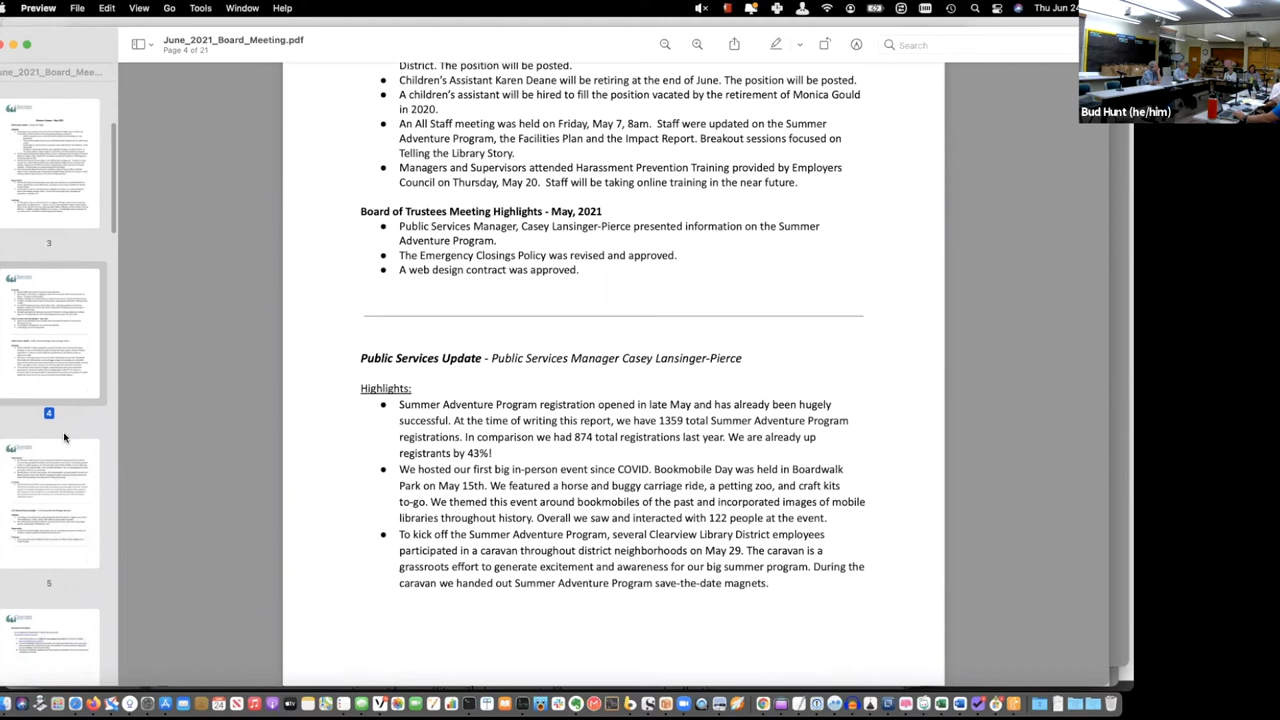 Preview File Edit View Go Tools Window Help
Thu Jun 24
June_2021_Board_Meeting.pdf
Page 4 of 21
Search
une_2021_Board_Mee...
3
4
5
Bud Hunt (he/him)
District. The position will be posted.
● Children's Assistant Karen Deane will be retiring at the end of June. The position will be posted.
● A children's assistant will be hired to fill the position vacated by the retirement of Monica Gould
in 2020.
● An All Staff meeting was held on Friday, May 7, 8am. Staff were updated on the Summer
Adventure Program, the Facilities Plan and the Impact Report. Breakout sessions focused on
Telling the Library Story.
● Managers and Supervisors attended Harassment Prevention Training provided by Employers
Council on Thursday, May 20. Staff will be taking online training in the near future.
Board of Trustees Meeting Highlights - May, 2021
● Public Services Manager, Casey Lansinger-Pierce presented information on the Summer
Adventure Program.
● The Emergency Closings Policy was revised and approved.
● A web design contract was approved.
Public Services Update - Public Services Manager Casey Lansinger-Pierce
Highlights:
● Summer Adventure Program registration opened in late May and has already been hugely
successful. At the time of writing this report, we have 1359 total Summer Adventure Program
registrations. In comparison we had 874 total registrations last year. We are already up
registrants by 43%!
● We hosted our first big in-person event since COVID. Bookmobile Day was held in Boardwalk
Park on May 15th. We featured a horse and buggy carriage ride, a petting zoo, and craft kits
to-go. We themed this event around bookmobiles of the past and incorporated images of mobile
libraries throughout history. Overall we saw and interacted with 122 people at the event.
● To kick off the Summer Adventure Program, several Clearview Library District employees
participated in a caravan throughout district neighborhoods on May 29. The caravan is a
grassroots effort to generate excitement and awareness for our big summer program. During the
caravan we handed out Summer Adventure Program save-the-date magnets.